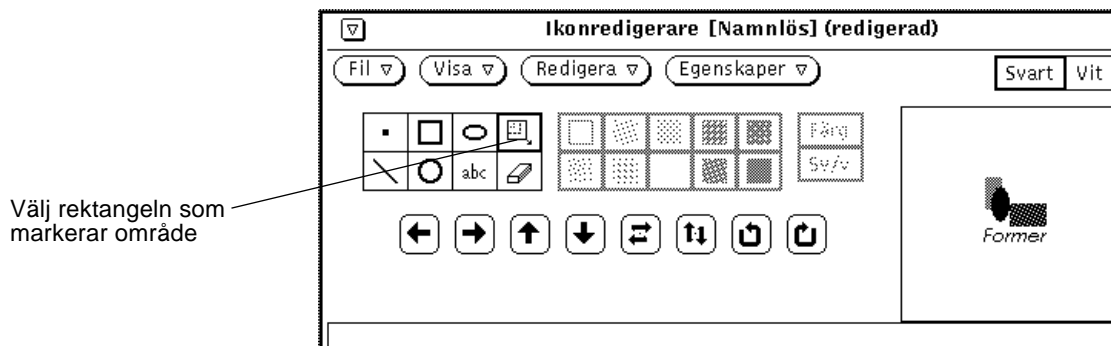 Ikonredigerare [Namnlös] (redigerad)
Fil Visa Redigera Egenskaper Svart Vit
Färg
abc Sv/v
Välj rektangeln som
markerar område
Former